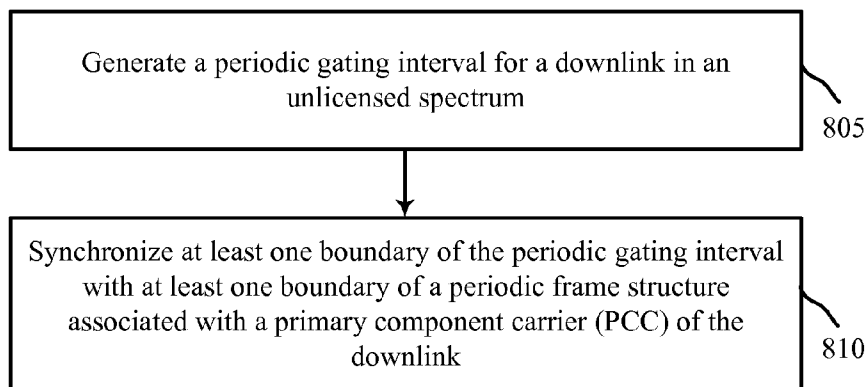 Generate a periodic gating interval for a downlink in an
unlicensed spectrum
805
Synchronize at least one boundary of the periodic gating interval
with at least one boundary of a periodic frame structure
associated with a primary component carrier (PCC) of the
downlink
810